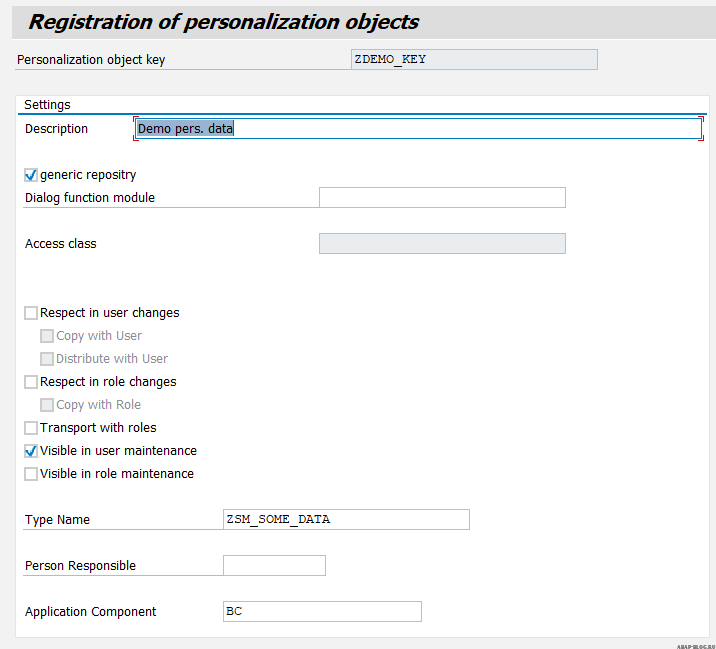 Registration of personalization objects
Personalization object key ZDEMO_KEY
Settings
Description Demo pers. data
generic repositry
Dialog function module
Access class
Respect in user changes
Copy with User
Distribute with User
Respect in role changes
Copy with Role
Transport with roles
Visible in user maintenance
Visible in role maintenance
Type Name ZSM_SOME_DATA
Person Responsible
Application Component BC
ABAP-BLOG.RU